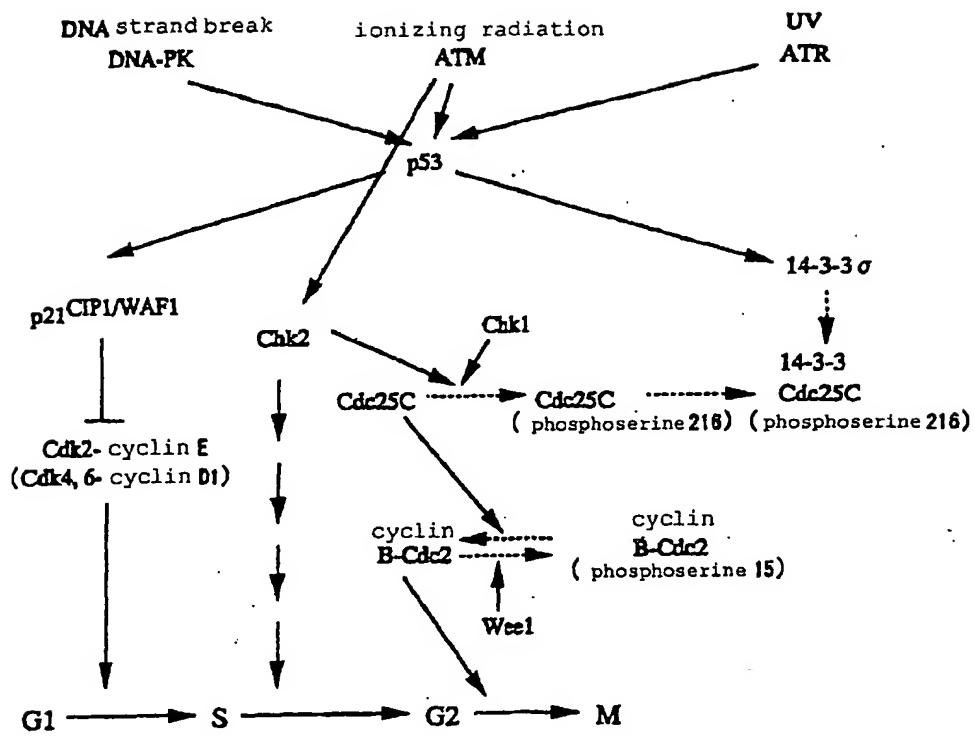 DNA strand break
DNA-PK
ionizing radiation
ATM
UV
ATR
p53
p21CIP1/WAF1
14-3-3 σ
Chk2
Chk1
14-3-3
Cdc25C
Cdc25C
Cdc25C
( phosphoserine 216)
(phosphoserine 216)
Cdk2- cyclin E
(Cdk4, 6- cyclin D1)
cyclin
B-Cdc2
cyclin
B-Cdc2
( phosphoserine 15)
Wee1
G1
S
G2
M